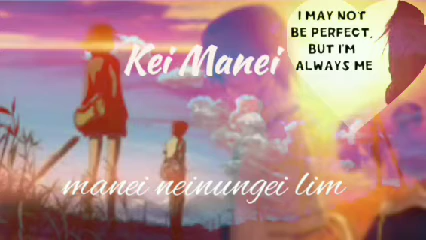 Kei Manei
I MAY NOT
BE PERFECT,
BUT I'M
ALWAYS ME
manei neinungei lim